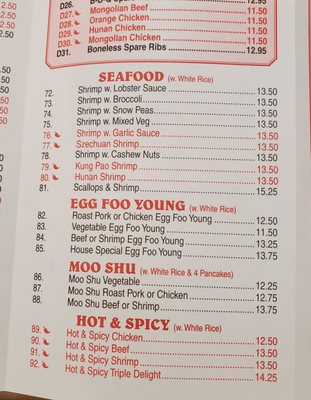 D26. 12.95
D27. Mongolian Beef 11.50
D28. Orange Chicken 11.50
D29. Hunan Chicken 11.50
D30. Mongolian Chicken 11.50
D31. Boneless Spare Ribs 12.95
SEAFOOD (w. White Rice)
72. Shrimp w. Lobster Sauce 13.50
73. Shrimp w. Broccoli 13.50
74. Shrimp w. Snow Peas 13.50
75. Shrimp w. Mixed Veg 13.50
76. Shrimp w. Garlic Sauce 13.50
77. Szechuan Shrimp 13.50
78. Shrimp w. Cashew Nuts 13.50
79. Kung Pao Shrimp 13.50
80. Hunan Shrimp 13.50
81. Scallops & Shrimp 15.25
EGG FOO YOUNG (w. White Rice)
82. Roast Pork or Chicken Egg Foo Young 12.50
83. Vegetable Egg Foo Young 11.50
84. Beef or Shrimp Egg Foo Young 13.25
85. House Special Egg Foo Young 13.75
MOO SHU (w. White Rice & 4 Pancakes)
86. Moo Shu Vegetable 12.25
87. Moo Shu Roast Pork or Chicken 12.75
88. Moo Shu Beef or Shrimp 13.75
HOT & SPICY (w. White Rice)
89. Hot & Spicy Chicken 12.50
90. Hot & Spicy Beef 13.50
91. Hot & Spicy Shrimp 13.50
92. Hot & Spicy Triple Delight 14.25